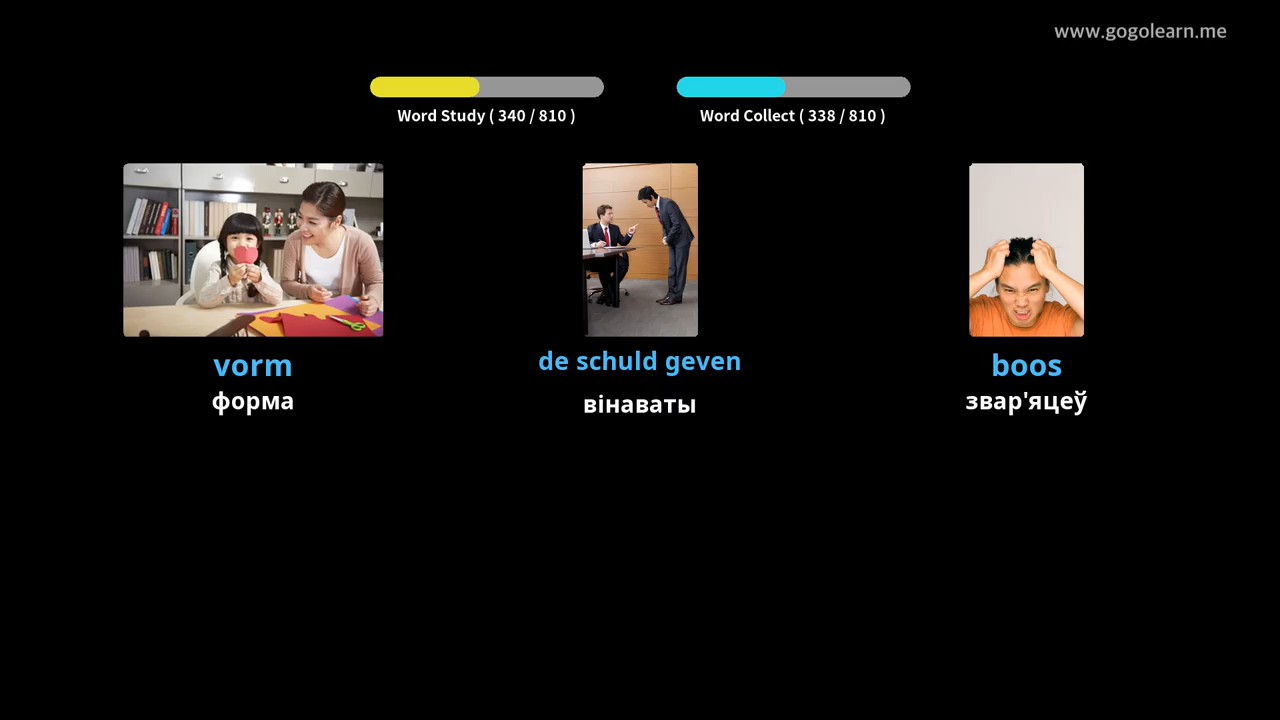 www.gogolearn.me
Word Study ( 340 / 810 )
Word Collect ( 338 / 810 )
vorm
форма
de schuld geven
вінаваты
boos
звар'яцеў